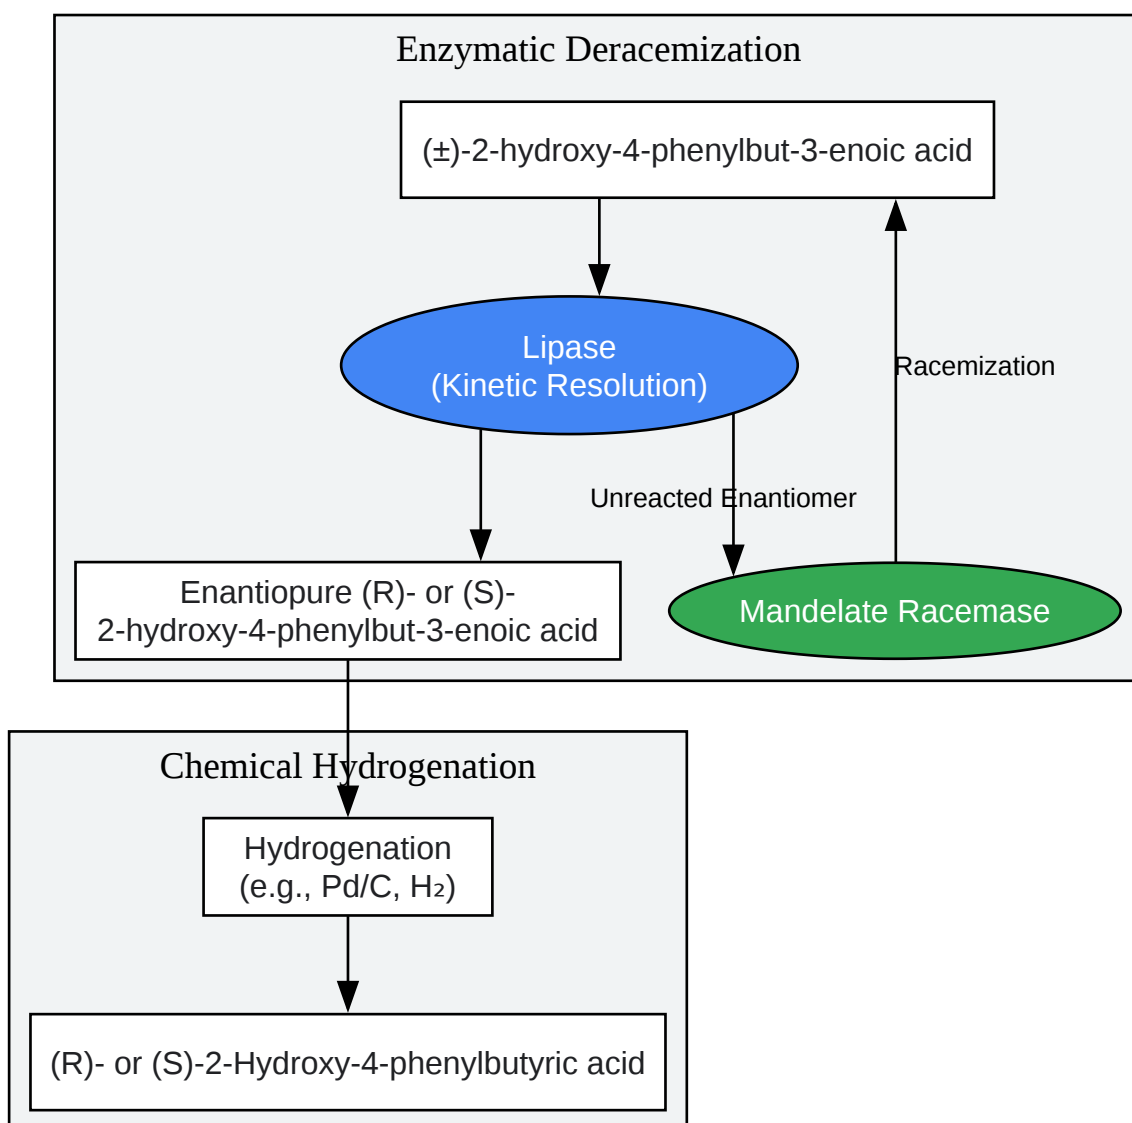 Enzymatic Deracemization
(±)-2-hydroxy-4-phenylbut-3-enoic acid
Lipase
(Kinetic Resolution)
Racemization
Unreacted Enantiomer
Enantiopure (R)- or (S)-
2-hydroxy-4-phenylbut-3-enoic acid
Mandelate Racemase
Chemical Hydrogenation
Hydrogenation
(e.g., Pd/C, H₂)
(R)- or (S)-2-Hydroxy-4-phenylbutyric acid